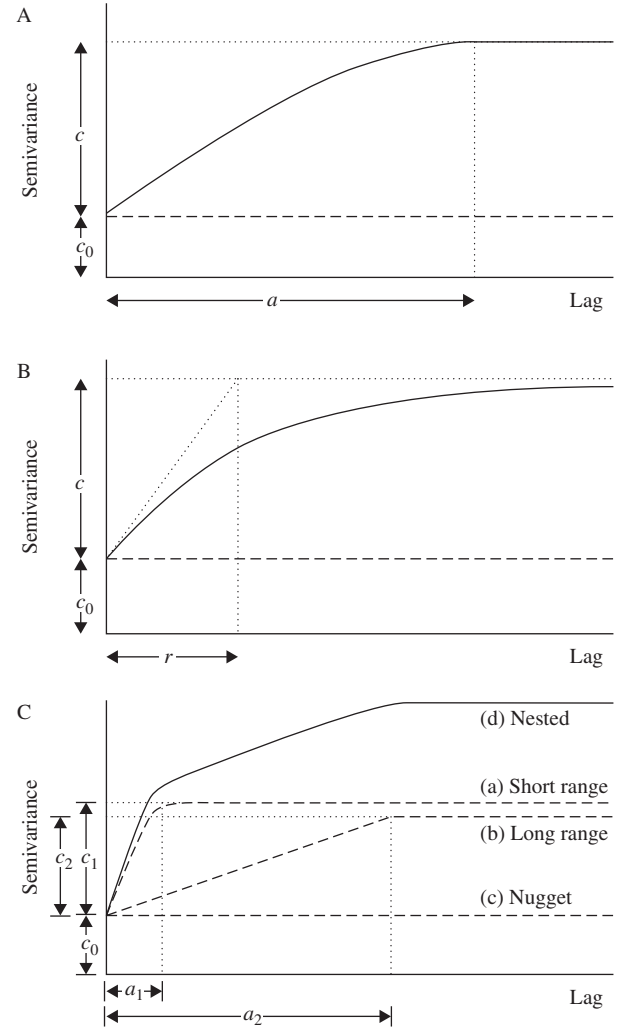 A
Semivariance
c
c₀
a
Lag
B
Semivariance
c
c₀
r
Lag
C
Semivariance
(d) Nested
(a) Short range
(b) Long range
(c) Nugget
c₂
c₁
c₀
a₁
a₂
Lag